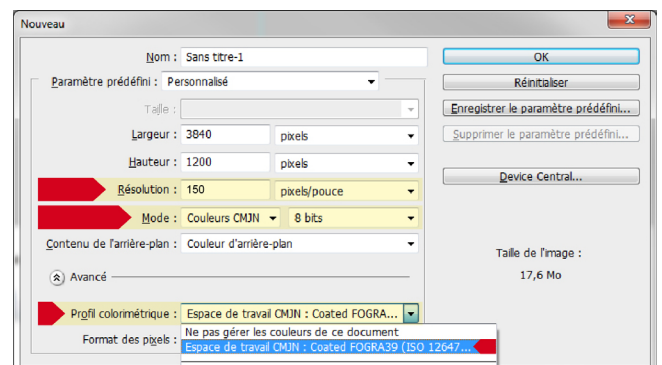 Nouveau
Nom : Sans titre-1
OK
Paramètre prédéfini : Personnalisé
Réinitialiser
Taille :
Enregistrer le paramètre prédéfini...
Largeur : 3840 pixels
Supprimer le paramètre prédéfini...
Hauteur : 1200 pixels
Device Central...
Résolution : 150 pixels/pouce
Mode : Couleurs CMJN 8 bits
Contenu de l'arrière-plan : Couleur d'arrière-plan
Taille de l'image :
17,6 Mo
Avancé
Profil colorimétrique : Espace de travail CMJN : Coated FOGRA...
Ne pas gérer les couleurs de ce document
Format des pixels : Espace de travail CMJN : Coated FOGRA39 (ISO 12647...